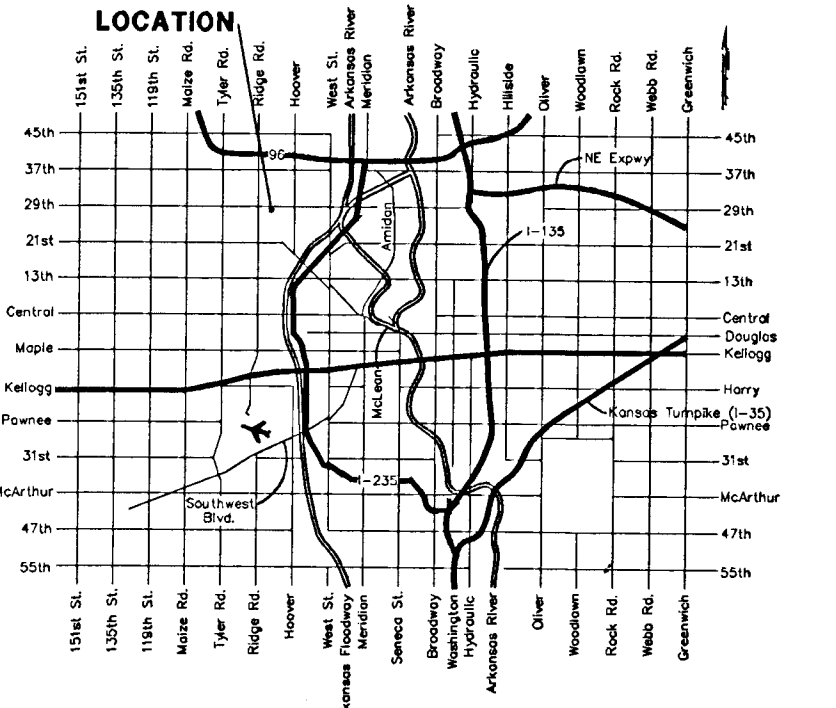 LOCATION
151st St.
135th St.
119th St.
Maize Rd.
Tyler Rd.
Ridge Rd.
Hoover
West St.
Arkansas River
Meridian
Arkansas River
Broadway
Hydraulic
Hillside
Oliver
Woodlawn
Rock Rd.
Webb Rd.
Greenwich
45th
37th
29th
21st
13th
Central
Maple
Kellogg
Pawnee
31st
McArthur
47th
55th
96
Amidan
McLean
Southwest
Blvd.
I-235
I-135
NE Expwy
Kansas Turnpike (I-35)
45th
37th
29th
21st
13th
Central
Douglas
Kellogg
Harry
Pawnee
31st
McArthur
47th
55th
151st St.
135th St.
119th St.
Maize Rd.
Tyler Rd.
Ridge Rd.
Hoover
West St.
kansas Floodway
Meridian
Seneca St.
Broadway
Washington
Hydraulic
Arkansas River
Oliver
Woodlawn
Rock Rd.
Webb Rd.
Greenwich